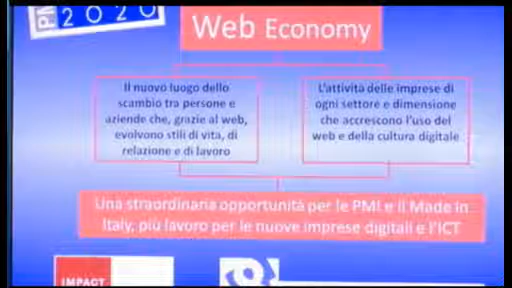 PM
2020
Web Economy
Il nuovo luogo dello
scambio tra persone e
aziende che, grazie al web,
evolvono stili di vita, di
relazione e di lavoro
L'attività delle imprese di
ogni settore e dimensione
che accrescono l'uso del
web e della cultura digitale
Una straordinaria opportunità per le PMI e il Made in
Italy, più lavoro per le nuove imprese digitali e l'ICT
IMPACT